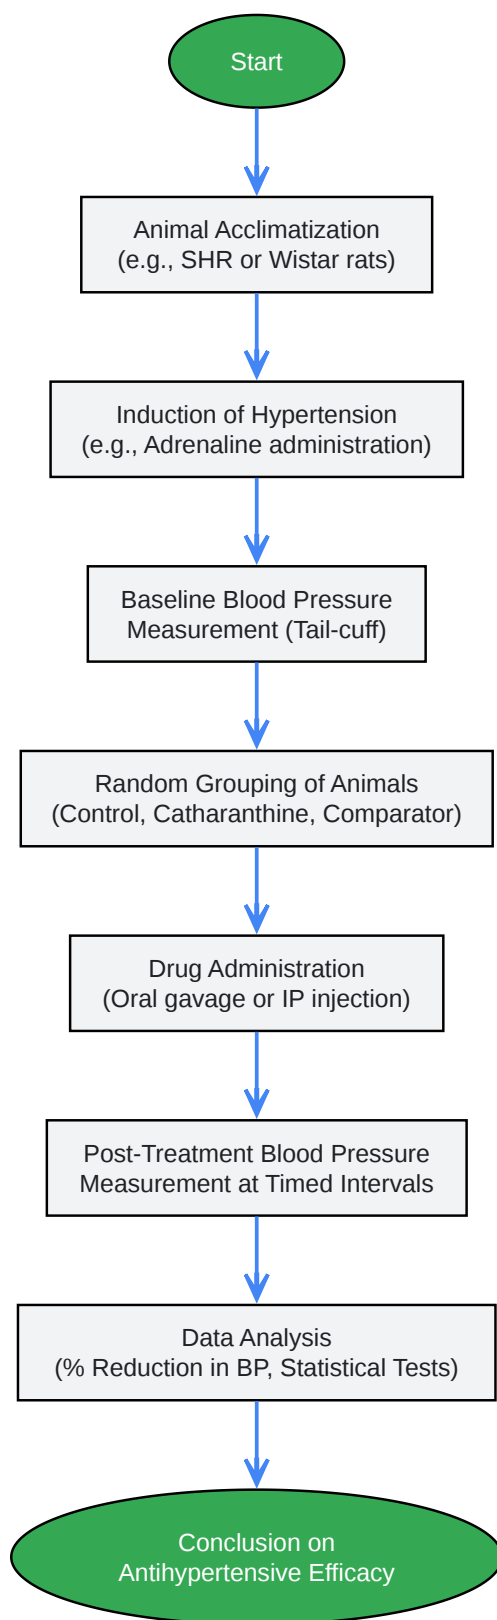 Start
Animal Acclimatization
(e.g., SHR or Wistar rats)
Induction of Hypertension
(e.g., Adrenaline administration)
Baseline Blood Pressure
Measurement (Tail-cuff)
Random Grouping of Animals
(Control, Catharanthine, Comparator)
Drug Administration
(Oral gavage or IP injection)
Post-Treatment Blood Pressure
Measurement at Timed Intervals
Data Analysis
(% Reduction in BP, Statistical Tests)
Conclusion on
Antihypertensive Efficacy